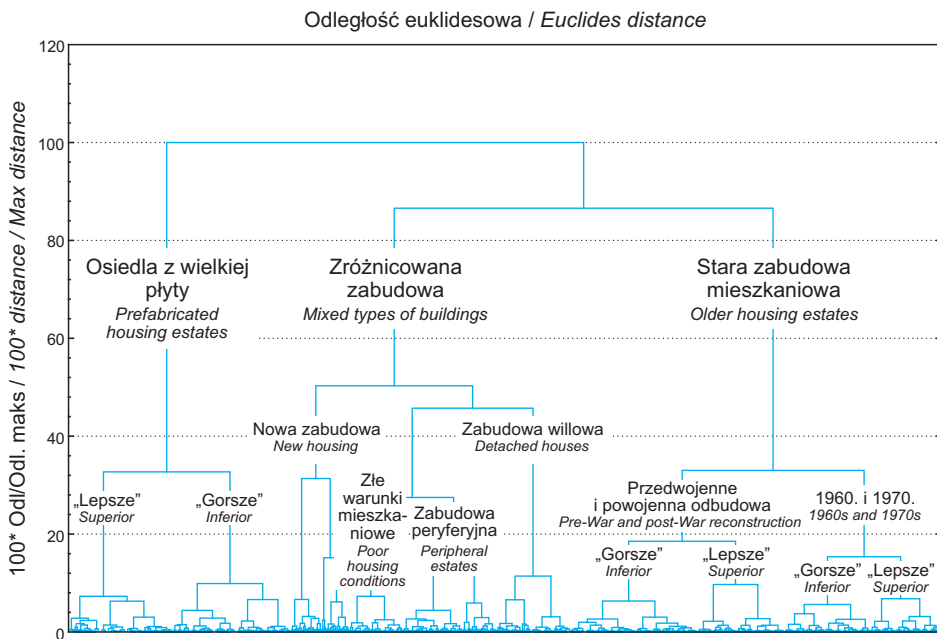 Odległość euklidesowa / Euclides distance
100* Odl/Odl. maks / 100* distance / Max distance
120
100
80
60
40
20
0
Osiedla z wielkiej
płyty
Prefabricated
housing estates
Zróżnicowana
zabudowa
Mixed types of buildings
Stara zabudowa
mieszkaniowa
Older housing estates
Nowa zabudowa
New housing
Zabudowa willowa
Detached houses
„Lepsze”
Superior
„Gorsze”
Inferior
Złe
warunki
mieszka-
niowe
Poor
housing
conditions
Zabudowa
peryferyjna
Peripheral
estates
Przedwojenne
i powojenna odbudowa
Pre-War and post-War reconstruction
1960. i 1970.
1960s and 1970s
„Gorsze”
Inferior
„Lepsze”
Superior
„Gorsze”
Inferior
„Lepsze”
Superior